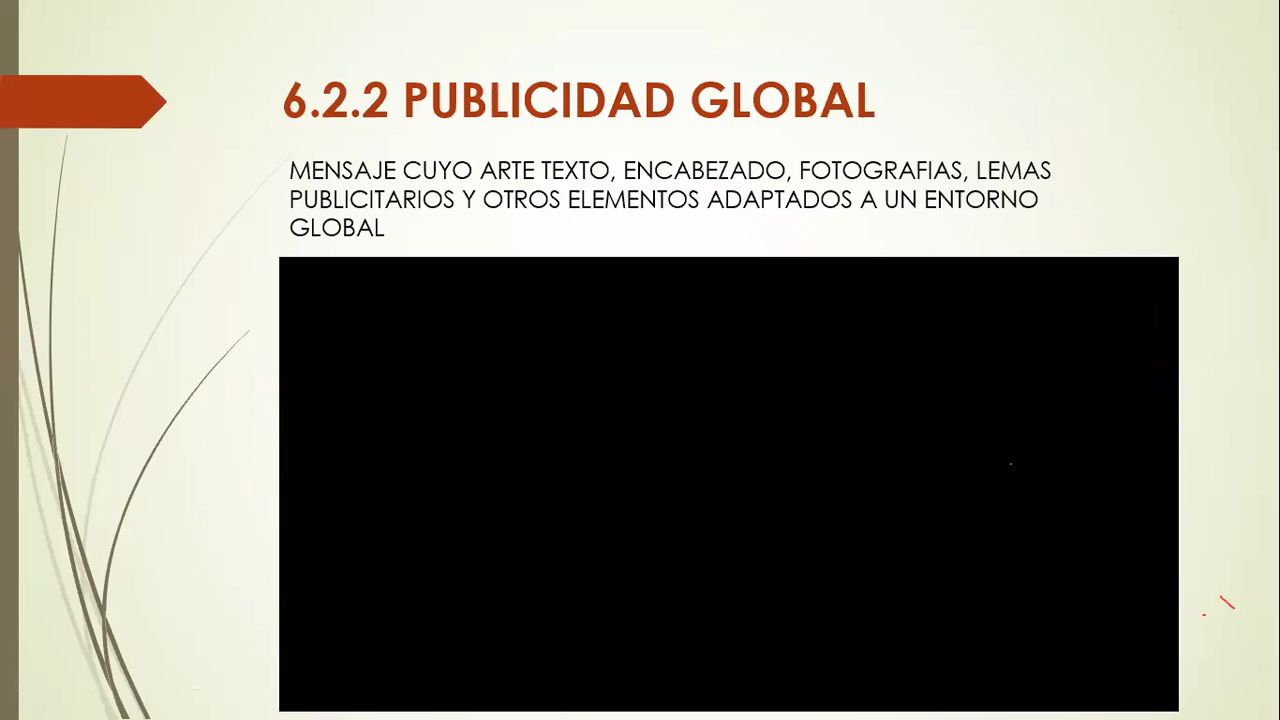 6.2.2 PUBLICIDAD GLOBAL
MENSAJE CUYO ARTE TEXTO, ENCABEZADO, FOTOGRAFIAS, LEMAS
PUBLICITARIOS Y OTROS ELEMENTOS ADAPTADOS A UN ENTORNO
GLOBAL